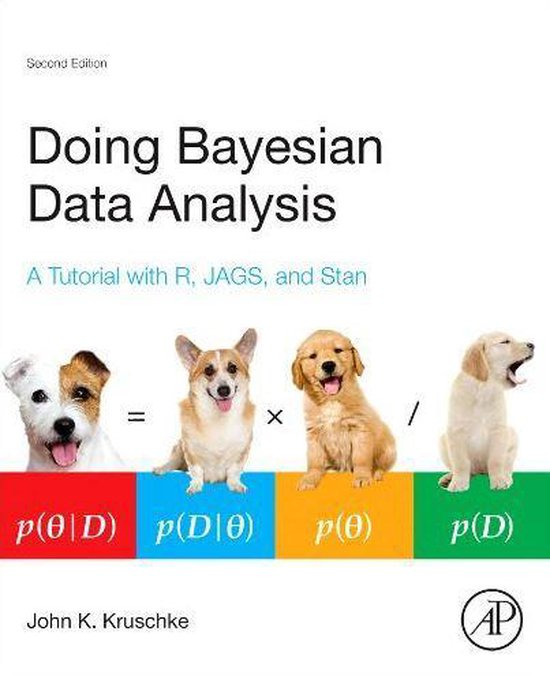 Second Edition
Doing Bayesian
Data Analysis
A Tutorial with R, JAGS, and Stan
= × /
p(θ|D) p(D|θ) p(θ) p(D)
John K. Kruschke
AP